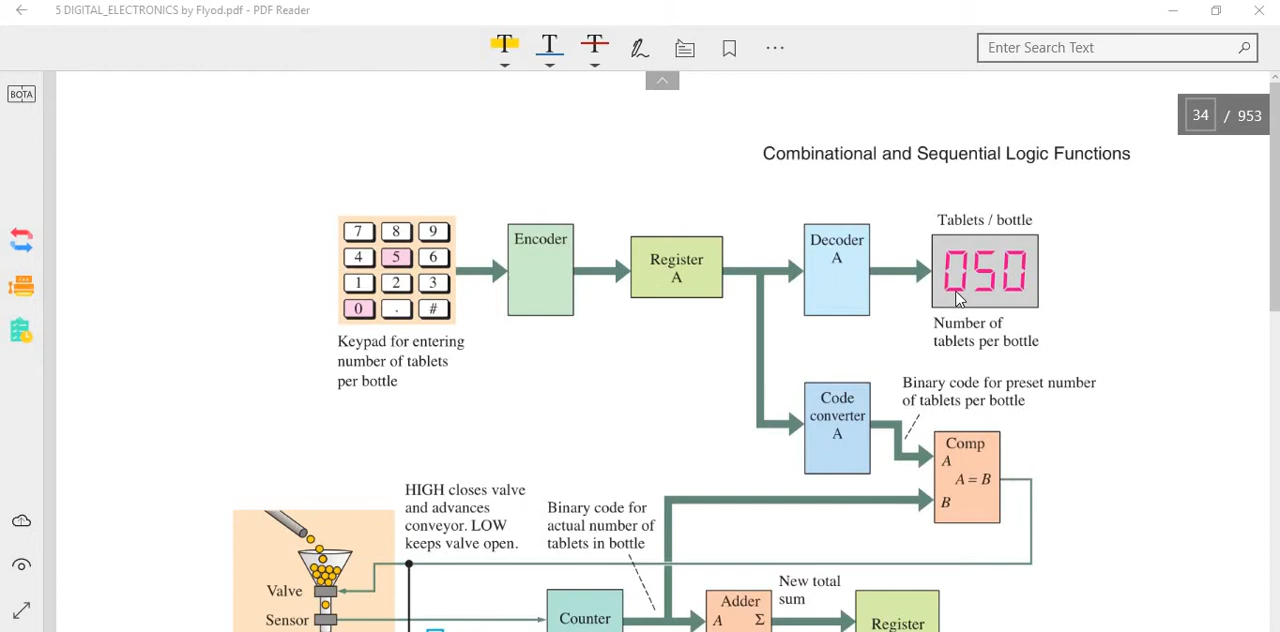 5 DIGITAL_ELECTRONICS by Flyod.pdf - PDF Reader
T T T
Enter Search Text
BOTA
34 / 953
Combinational and Sequential Logic Functions
7 8 9
4 5 6
1 2 3
0 . #
Keypad for entering
number of tablets
per bottle
Encoder
Register
A
Decoder
A
Tablets / bottle
050
Number of
tablets per bottle
Code
converter
A
Binary code for preset number
of tablets per bottle
Comp
A
A = B
B
HIGH closes valve
and advances
conveyor. LOW
keeps valve open.
Binary code for
actual number of
tablets in bottle
New total
sum
Valve
Sensor
Counter
Adder
A Σ
Register